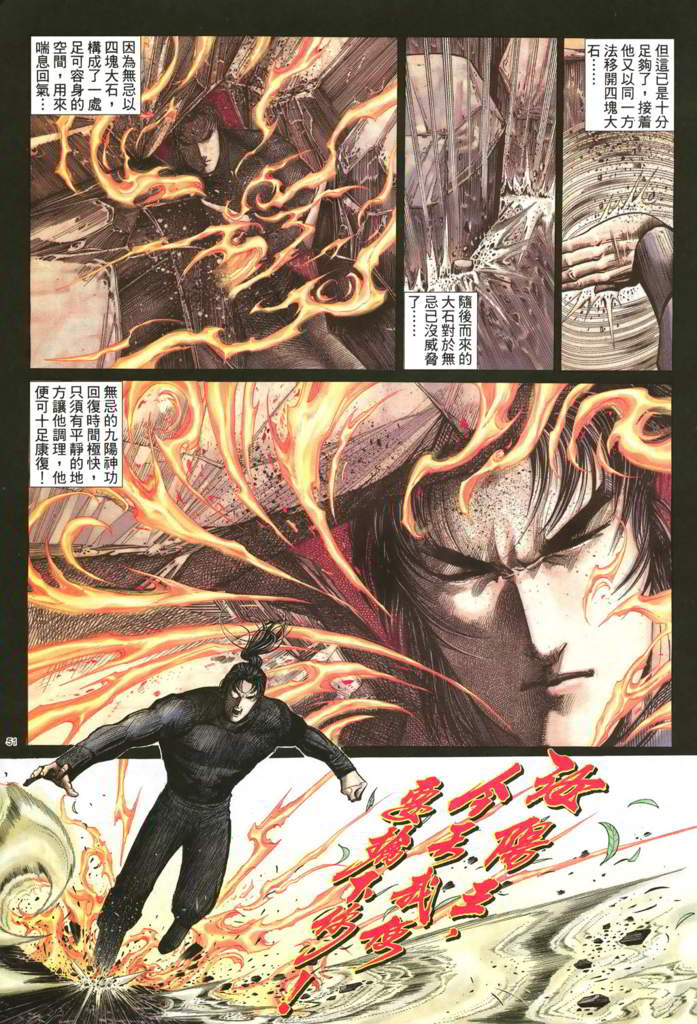 但這已是十分
足夠了，接着
他又以同一方
法移開四塊大
石……
隨後而來的
大石對於無
忌已沒威脅
了……
因為無忌以
四塊大石，
構成了一處
足可容身的
空間，用來
喘息回氣…
無忌的九陽神功
回復時間極快，
只須有平靜的地
方讓他調理，他
便可十足康復！
51